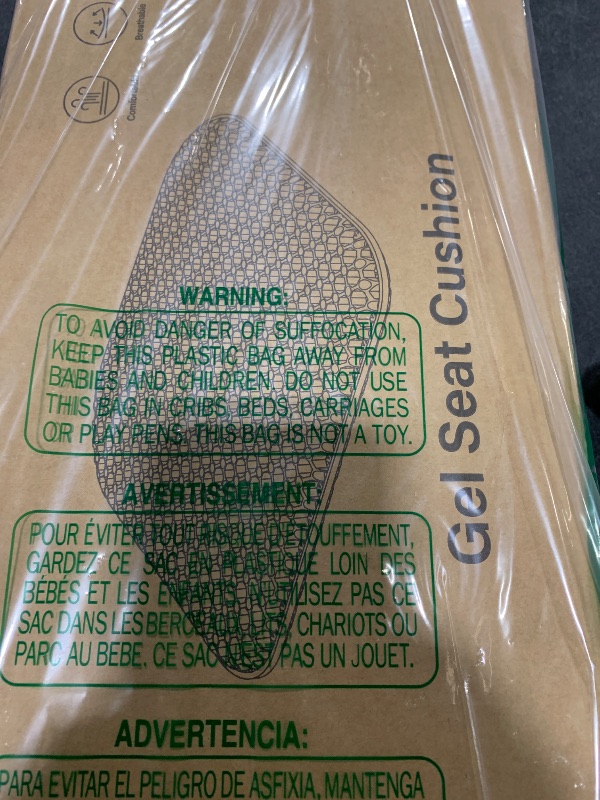 Breathable
Comfortable
Gel Seat Cushion
WARNING:
TO AVOID DANGER OF SUFFOCATION,
KEEP THIS PLASTIC BAG AWAY FROM
BABIES AND CHILDREN. DO NOT USE
THIS BAG IN CRIBS, BEDS, CARRIAGES
OR PLAY PENS. THIS BAG IS NOT A TOY.
AVERTISSEMENT:
POUR ÉVITER TOUT RISQUE D'ÉTOUFFEMENT,
GARDEZ CE SAC EN PLASTIQUE LOIN DES
BÉBÉS ET LES ENFANTS. N'UTILISEZ PAS CE
SAC DANS LES BERCEAUX, CHARIOTS OU
PARC AU BEBE. CE SAC N'EST PAS UN JOUET.
ADVERTENCIA:
PARA EVITAR EL PELIGRO DE ASFIXIA, MANTENGA